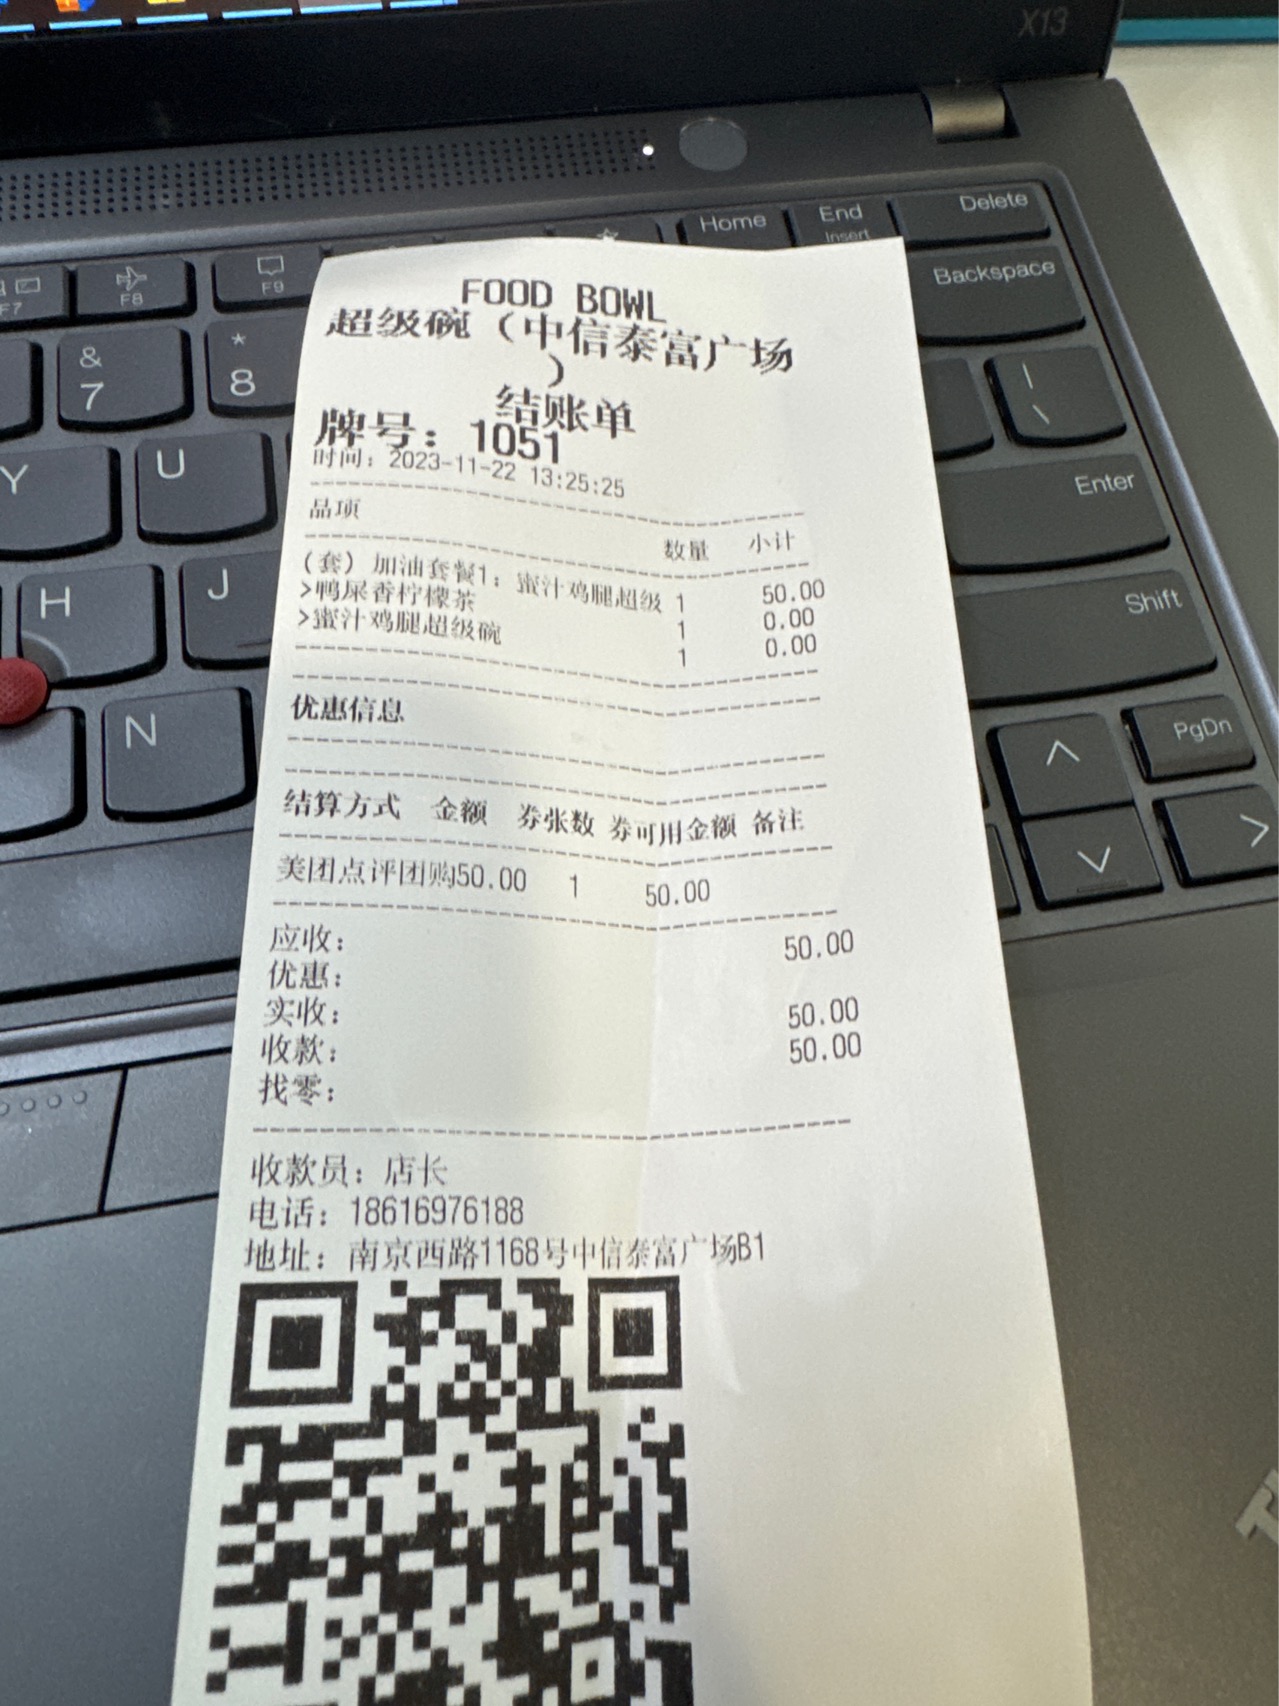 X13
Home
End
Insert
Delete
F7
F8
F9
Backspace
&
7
*
8
|
\
Y
U
Enter
H
J
Shift
N
PgDn
FOOD BOWL
超级碗（中信泰富广场
）
结账单
牌号：1051
时间：2023-11-22 13:25:25
品项 数量 小计
(套) 加油套餐1：蜜汁鸡腿超级 1 50.00
>鸭屎香柠檬茶 1 0.00
>蜜汁鸡腿超级碗 1 0.00
优惠信息
结算方式 金额 券张数 券可用金额 备注
美团点评团购50.00 1 50.00
应收： 50.00
优惠：
实收： 50.00
收款： 50.00
找零：
收款员：店长
电话：18616976188
地址：南京西路1168号中信泰富广场B1